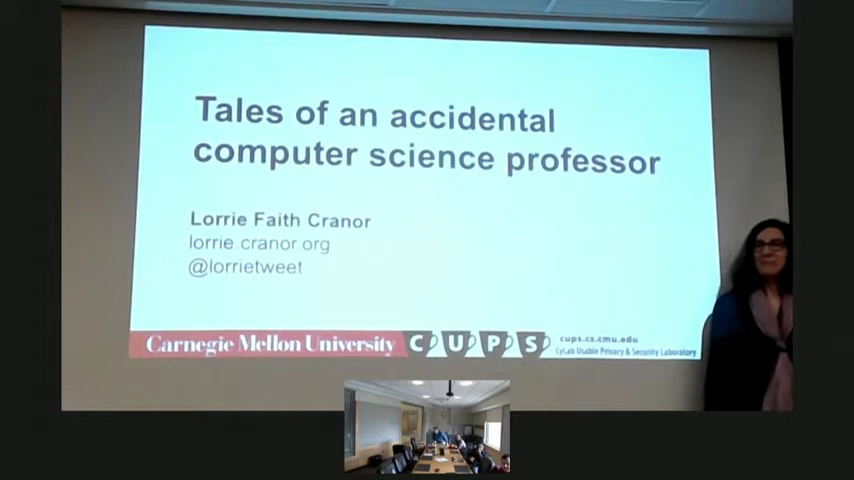 Tales of an accidental
computer science professor
Lorrie Faith Cranor
lorrie.cranor.org
@lorrietweet
Carnegie Mellon University
CUPS
cups.cs.cmu.edu
CyLab Usable Privacy & Security Laboratory